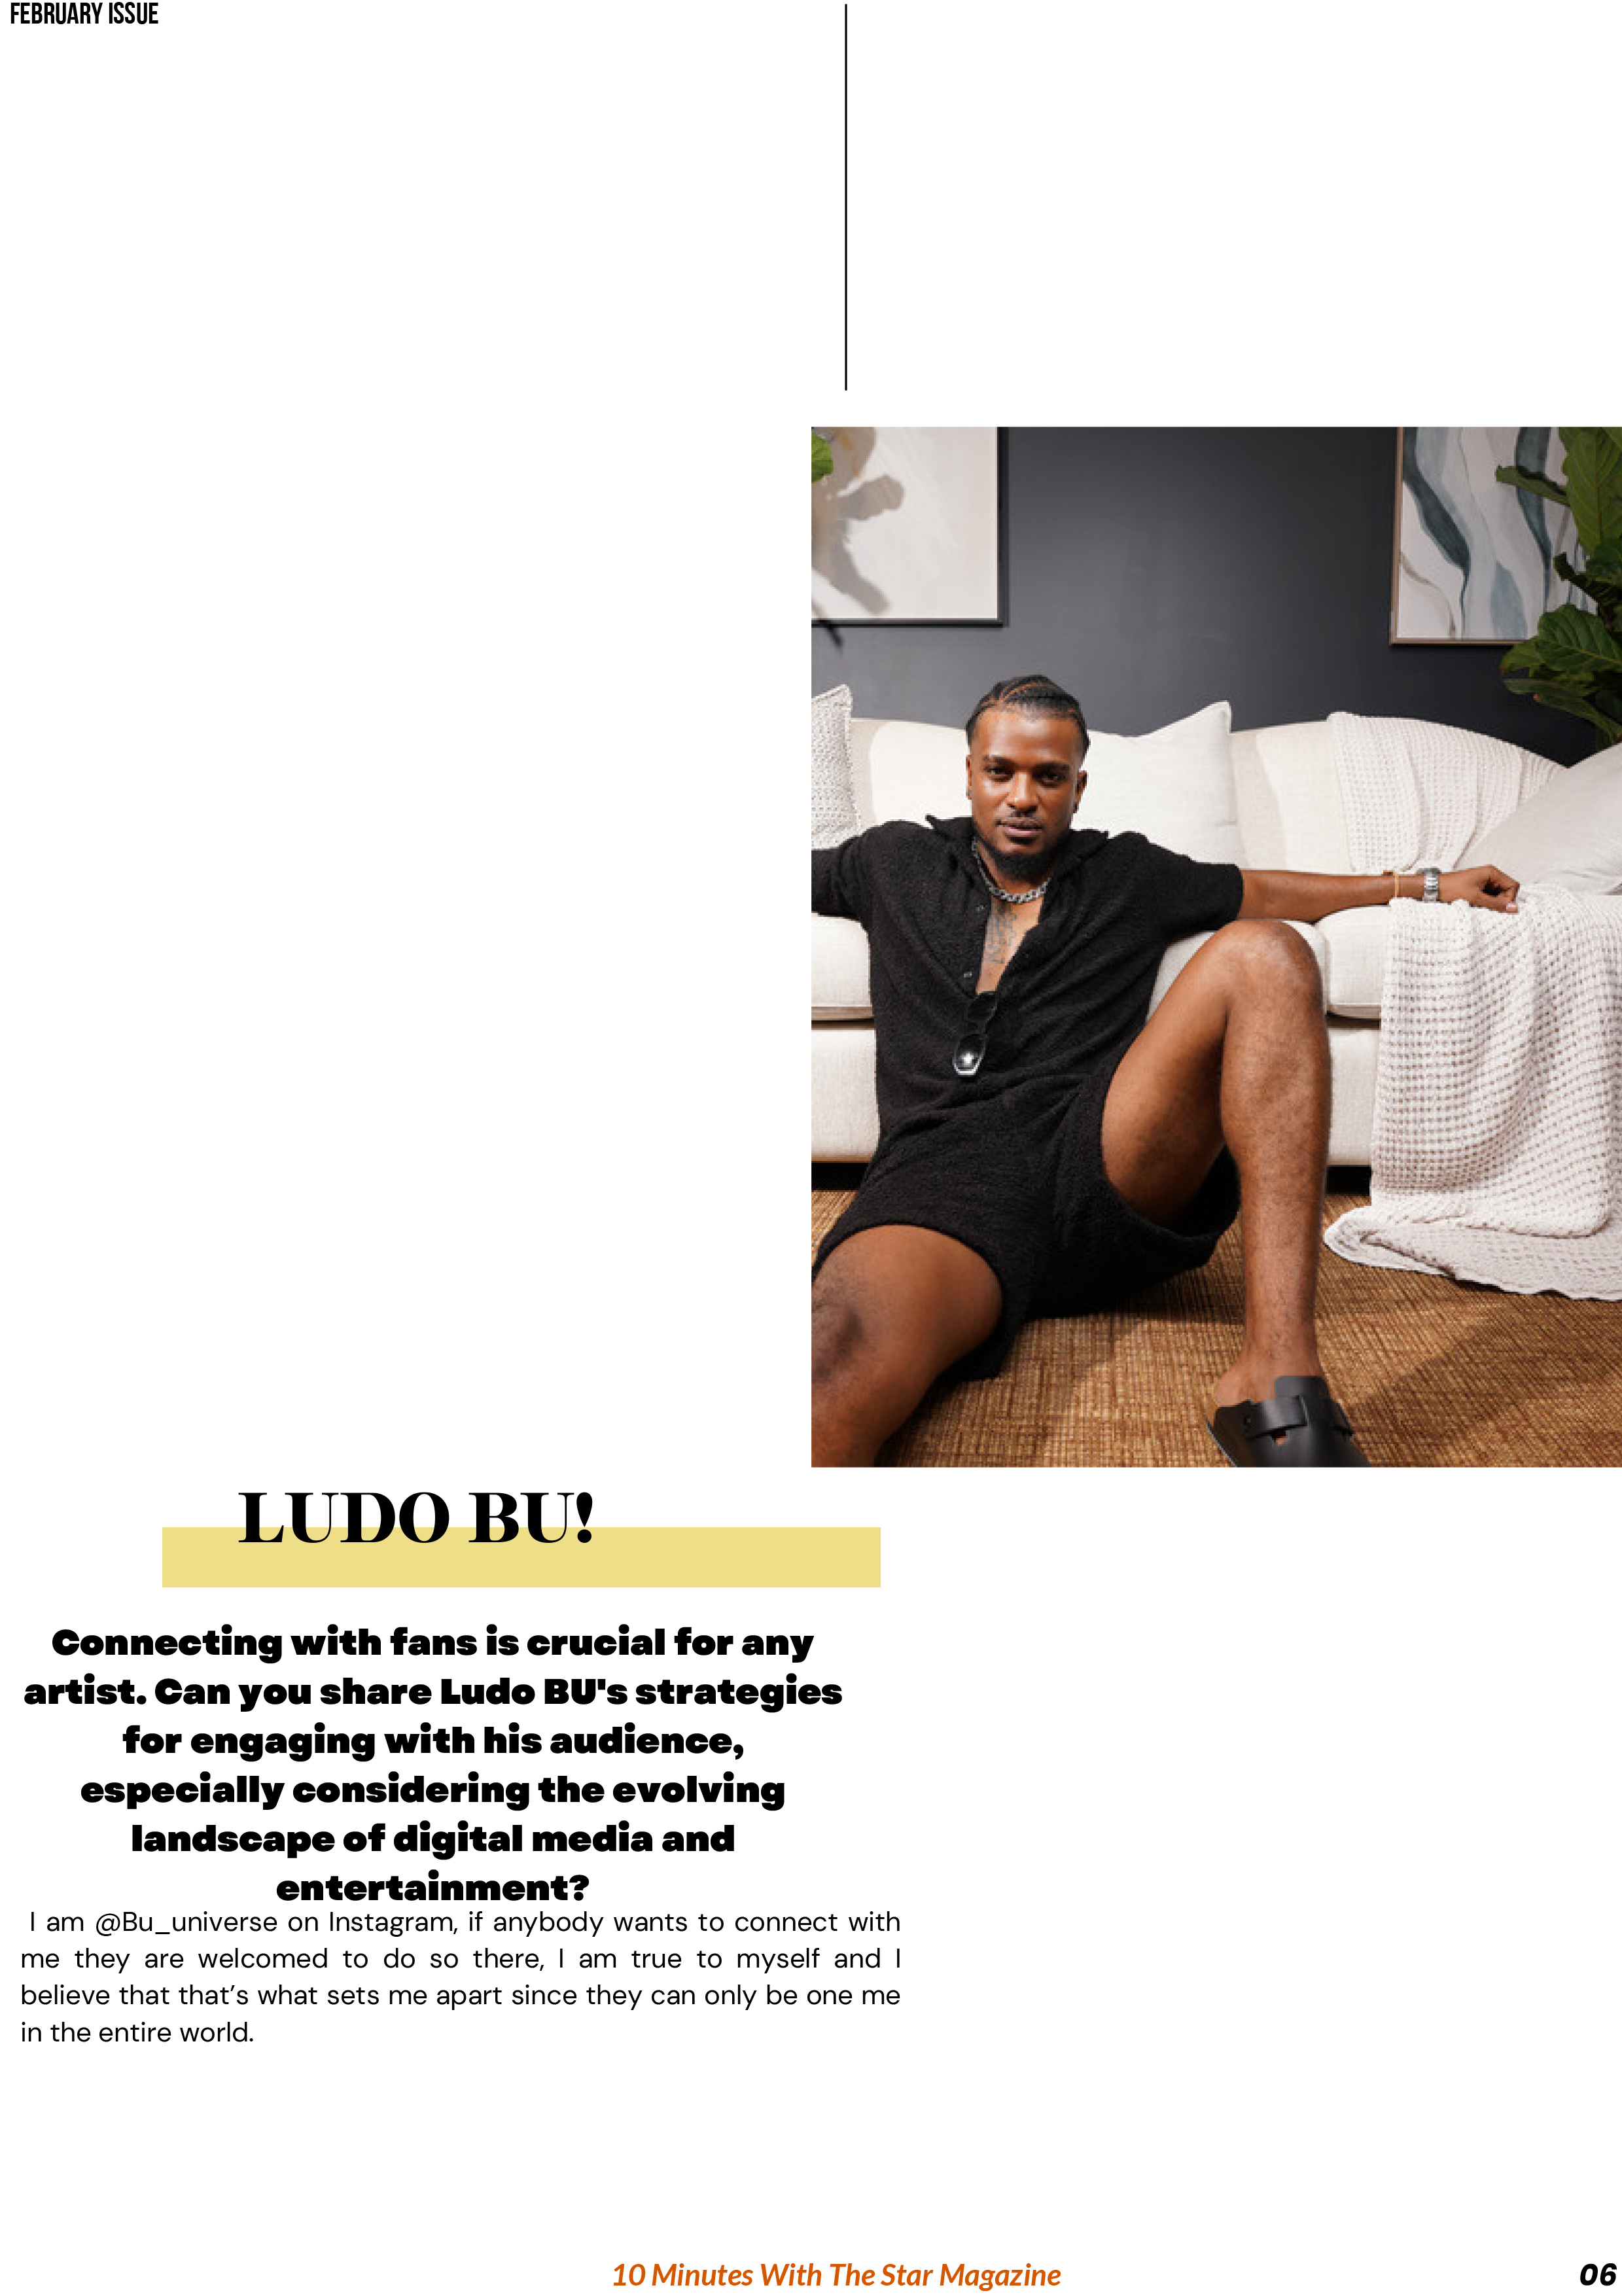 FEBRUARY ISSUE
LUDO BU!
Connecting with fans is crucial for any
artist. Can you share Ludo BU's strategies
for engaging with his audience,
especially considering the evolving
landscape of digital media and
entertainment?
I am @Bu_universe on Instagram, if anybody wants to connect with
me they are welcomed to do so there, I am true to myself and I
believe that that’s what sets me apart since they can only be one me
in the entire world.
10 Minutes With The Star Magazine
06